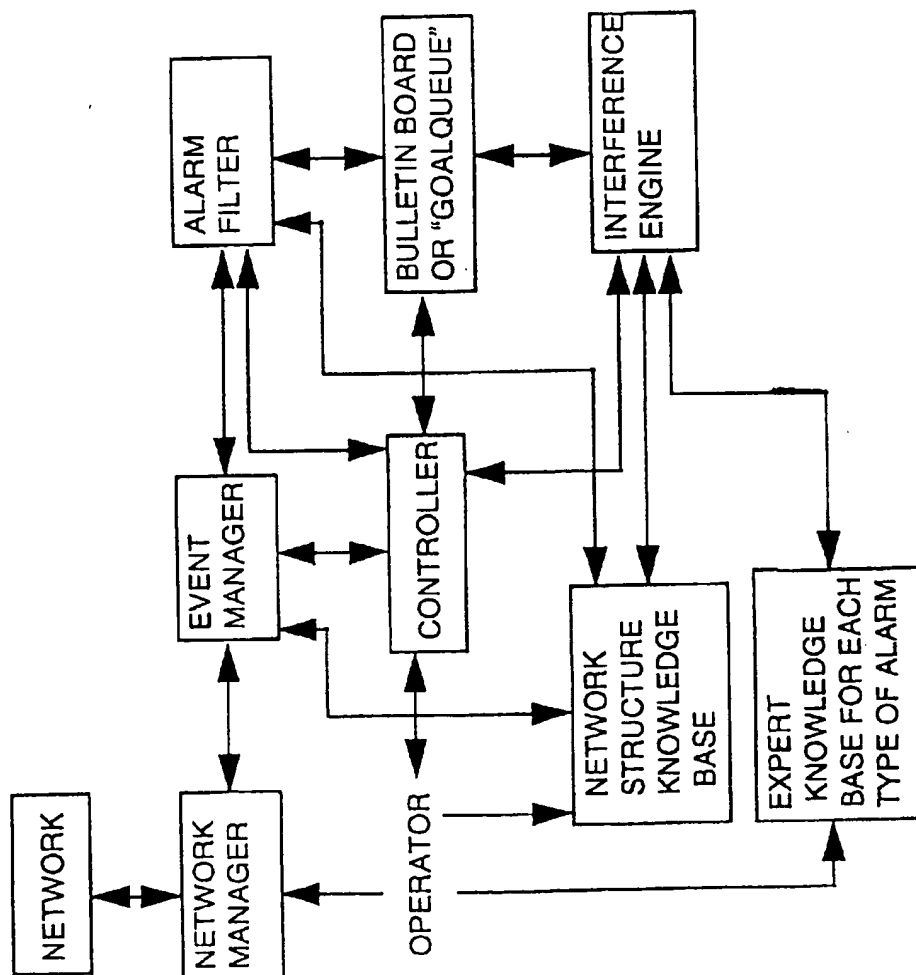 NETWORK
NETWORK
MANAGER
EVENT
MANAGER
ALARM
FILTER
OPERATOR
CONTROLLER
BULLETIN BOARD
OR "GOALQUEUE"
NETWORK
STRUCTURE
KNOWLEDGE
BASE
INTERFERENCE
ENGINE
EXPERT
KNOWLEDGE
BASE FOR EACH
TYPE OF ALARM